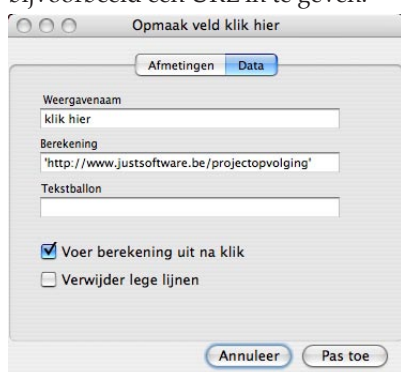 bijvoorbeeld een URL in te geven.
Opmaak veld klik hier
Afmetingen Data
Weergavenaam
klik hier
Berekening
'http://www.justsoftware.be/projectopvolging'
Tekstballon
Voer berekening uit na klik
Verwijder lege lijnen
Annuleer Pas toe